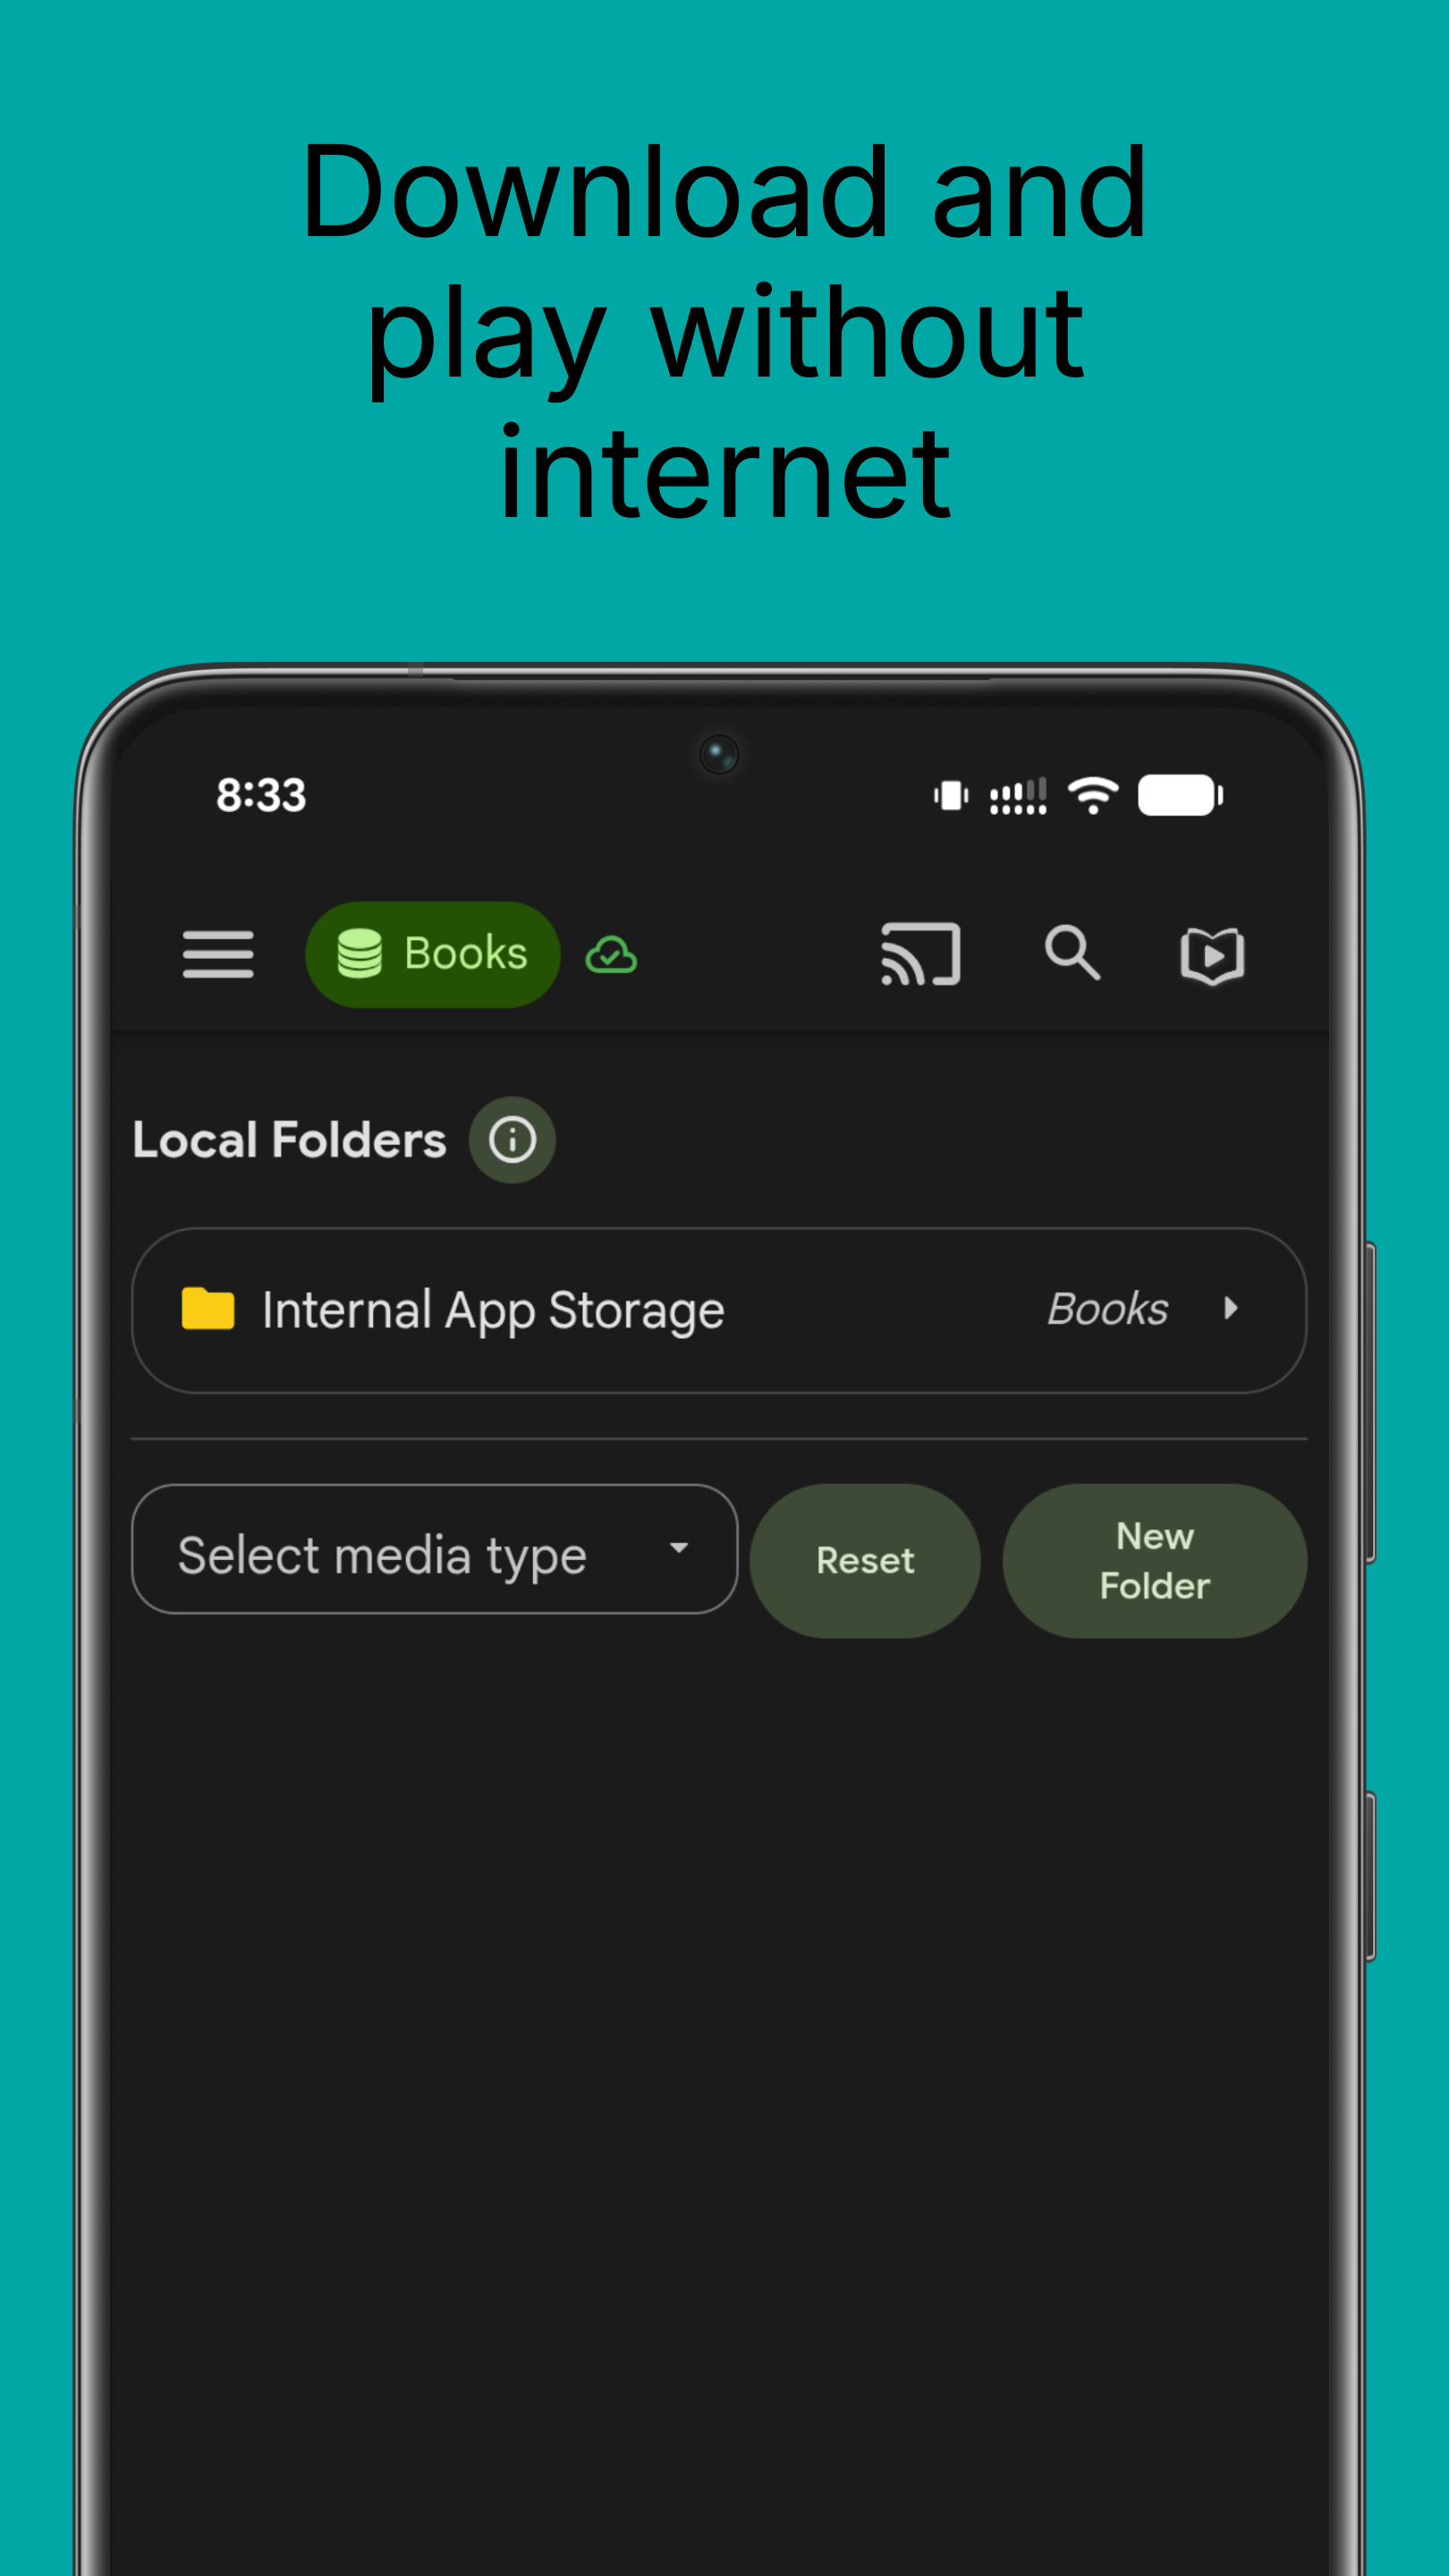 Download and
play without
internet
8:33
Books
Local Folders
Internal App Storage
Books
Select media type
Reset
New
Folder